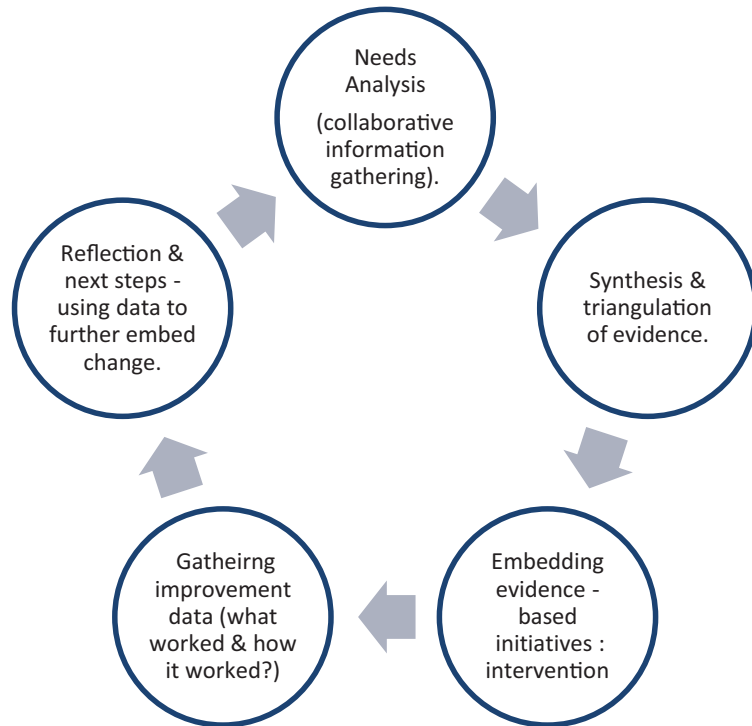 Needs
Analysis
(collaborative
information
gathering).
Synthesis &
triangulation
of evidence.
Embedding
evidence -
based
initiatives :
intervention
Gatheirng
improvement
data (what
worked & how
it worked?)
Reflection &
next steps -
using data to
further embed
change.